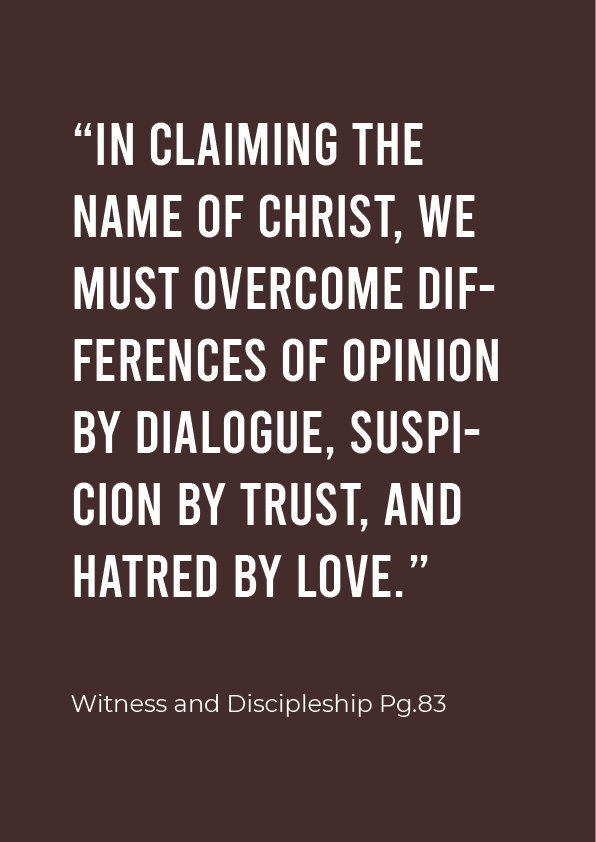 “IN CLAIMING THE
NAME OF CHRIST, WE
MUST OVERCOME DIF-
FERENCES OF OPINION
BY DIALOGUE, SUSPI-
CION BY TRUST, AND
HATRED BY LOVE.”
Witness and Discipleship Pg.83